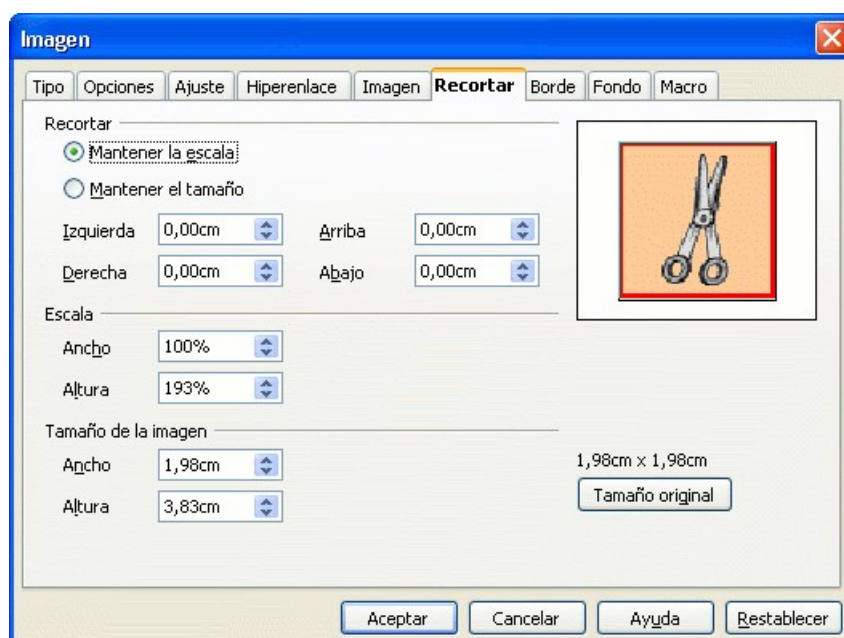 Imagen
Tipo Opciones Ajuste Hiperenlace Imagen Recortar Borde Fondo Macro
Recortar
Mantener la escala
Mantener el tamaño
Izquierda 0,00cm Arriba 0,00cm
Derecha 0,00cm Abajo 0,00cm
Escala
Ancho 100%
Altura 193%
Tamaño de la imagen
Ancho 1,98cm
1,98cm x 1,98cm
Altura 3,83cm
Tamaño original
Aceptar Cancelar Ayuda Restablecer